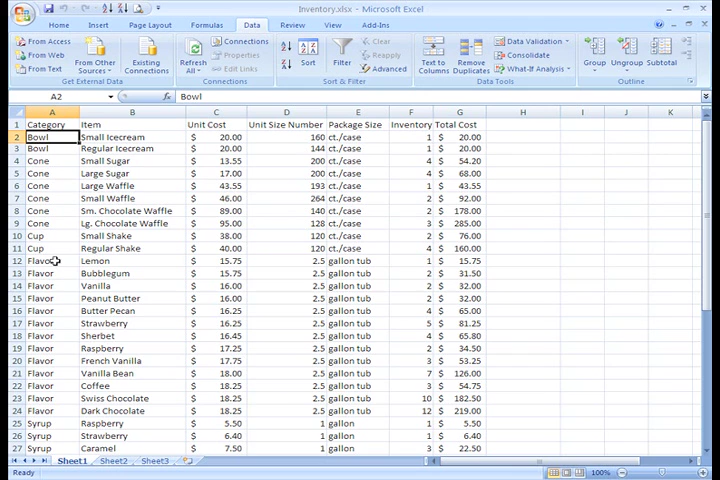 Inventory.xlsx - Microsoft Excel
Home Insert Page Layout Formulas Data Review View Add-Ins
From Access
From Web
From Text
From Other Sources
Existing Connections
Get External Data
Refresh All
Connections
Properties
Edit Links
Connections
Sort
Filter
Clear
Reapply
Advanced
Sort & Filter
Text to Columns
Remove Duplicates
Data Validation
Consolidate
What-If Analysis
Data Tools
Group
Ungroup
Subtotal
Outline
A2 Bowl
A B C D E F G H I J K
1 Category Item Unit Cost Unit Size Number Package Size Inventory Total Cost
2 Bowl Small Icecream $ 20.00 160 ct./case 1 $ 20.00
3 Bowl Regular Icecream $ 20.00 144 ct./case 1 $ 20.00
4 Cone Small Sugar $ 13.55 200 ct./case 4 $ 54.20
5 Cone Large Sugar $ 17.00 200 ct./case 4 $ 68.00
6 Cone Large Waffle $ 43.55 193 ct./case 1 $ 43.55
7 Cone Small Waffle $ 46.00 264 ct./case 2 $ 92.00
8 Cone Sm. Chocolate Waffle $ 89.00 140 ct./case 2 $ 178.00
9 Cone Lg. Chocolate Waffle $ 95.00 128 ct./case 3 $ 285.00
10 Cup Small Shake $ 38.00 120 ct./case 2 $ 76.00
11 Cup Regular Shake $ 40.00 120 ct./case 4 $ 160.00
12 Flavor Lemon $ 15.75 2.5 gallon tub 1 $ 15.75
13 Flavor Bubblegum $ 15.75 2.5 gallon tub 2 $ 31.50
14 Flavor Vanilla $ 16.00 2.5 gallon tub 2 $ 32.00
15 Flavor Peanut Butter $ 16.00 2.5 gallon tub 2 $ 32.00
16 Flavor Butter Pecan $ 16.25 2.5 gallon tub 4 $ 65.00
17 Flavor Strawberry $ 16.25 2.5 gallon tub 5 $ 81.25
18 Flavor Sherbet $ 16.45 2.5 gallon tub 4 $ 65.80
19 Flavor Raspberry $ 17.25 2.5 gallon tub 2 $ 34.50
20 Flavor French Vanilla $ 17.75 2.5 gallon tub 3 $ 53.25
21 Flavor Vanilla Bean $ 18.00 2.5 gallon tub 7 $ 126.00
22 Flavor Coffee $ 18.25 2.5 gallon tub 3 $ 54.75
23 Flavor Swiss Chocolate $ 18.25 2.5 gallon tub 10 $ 182.50
24 Flavor Dark Chocolate $ 18.25 2.5 gallon tub 12 $ 219.00
25 Syrup Raspberry $ 5.50 1 gallon 1 $ 5.50
26 Syrup Strawberry $ 6.40 1 gallon 1 $ 6.40
27 Syrup Caramel $ 7.50 1 gallon 3 $ 22.50
Sheet1 Sheet2 Sheet3
Ready 100%